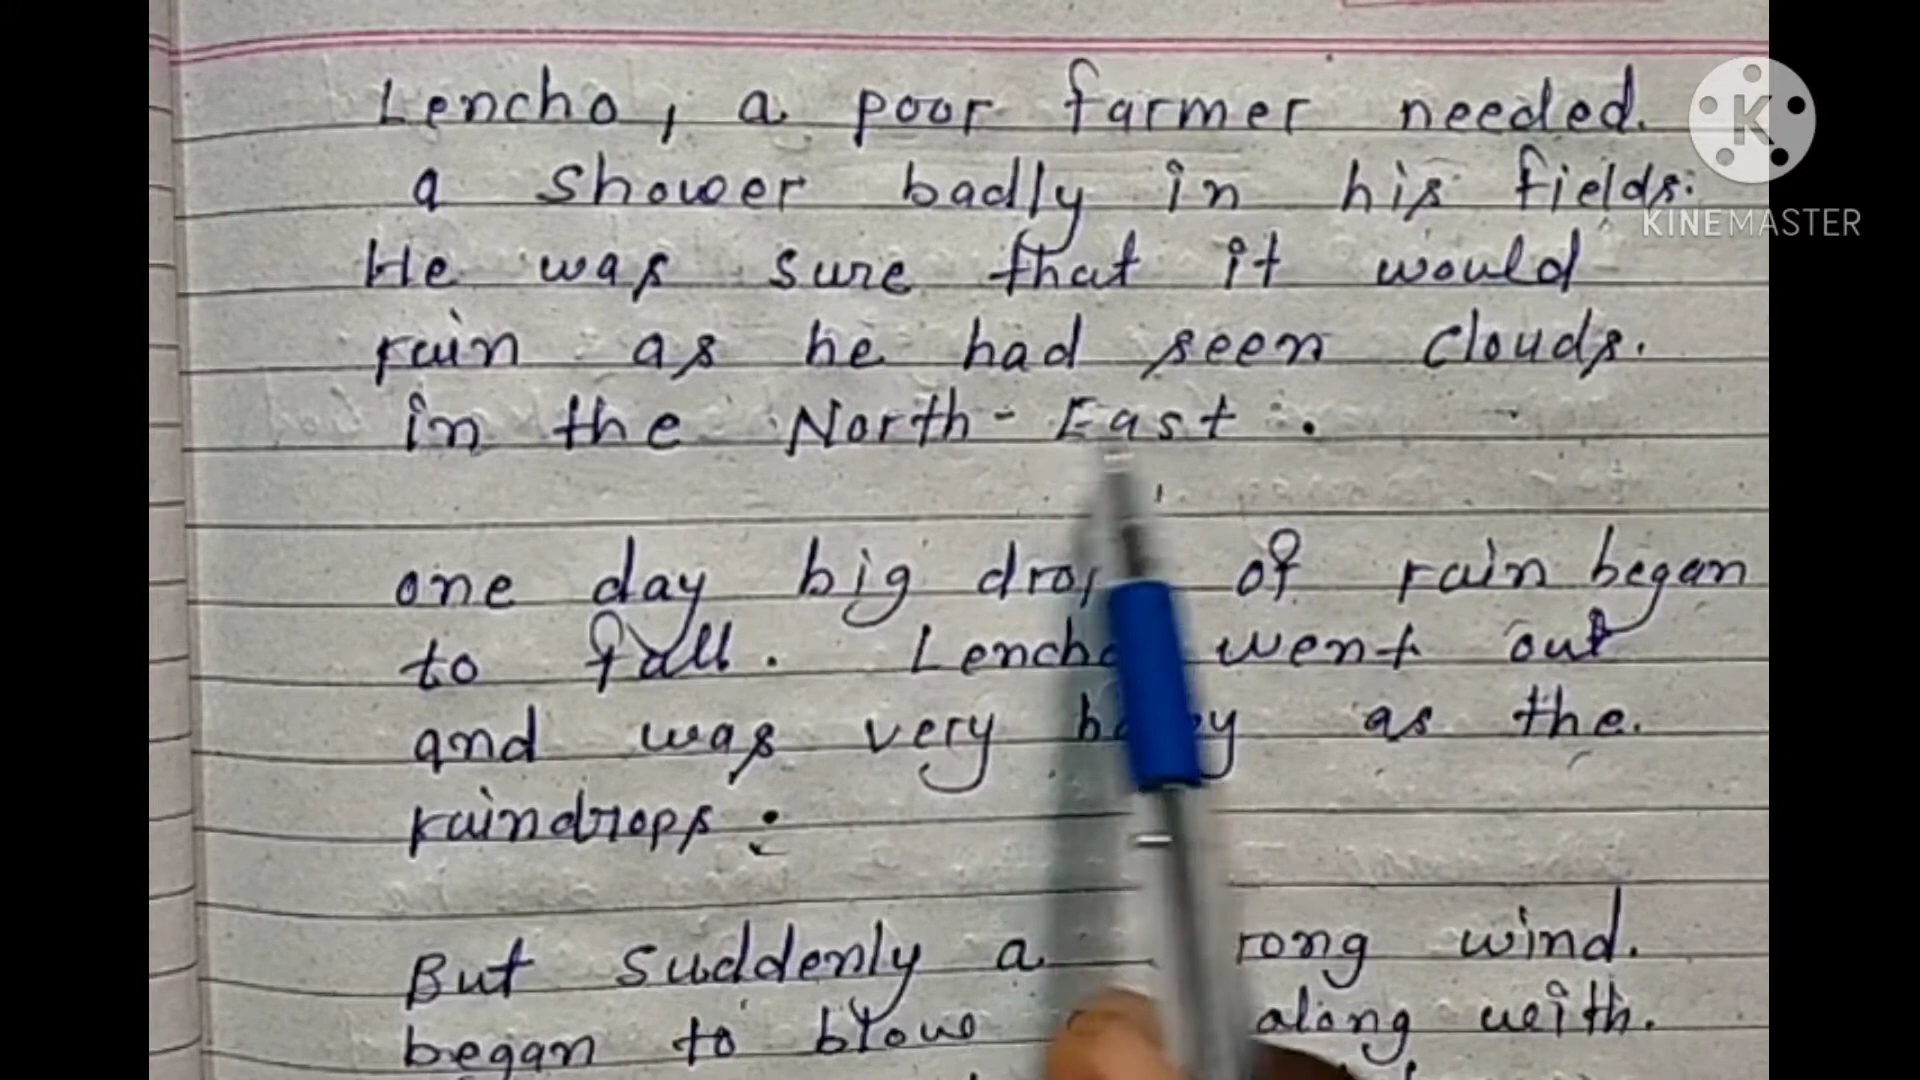 Lencho, a poor farmer needed.
a shower badly in his fields.
He was sure that it would
rain as he had seen clouds.
in the North-East.
one day big of rain began
to fall. Lencho went out
and was very as the.
raindrops.
But suddenly a wind.
began to blow along with.
K
KINEMASTER